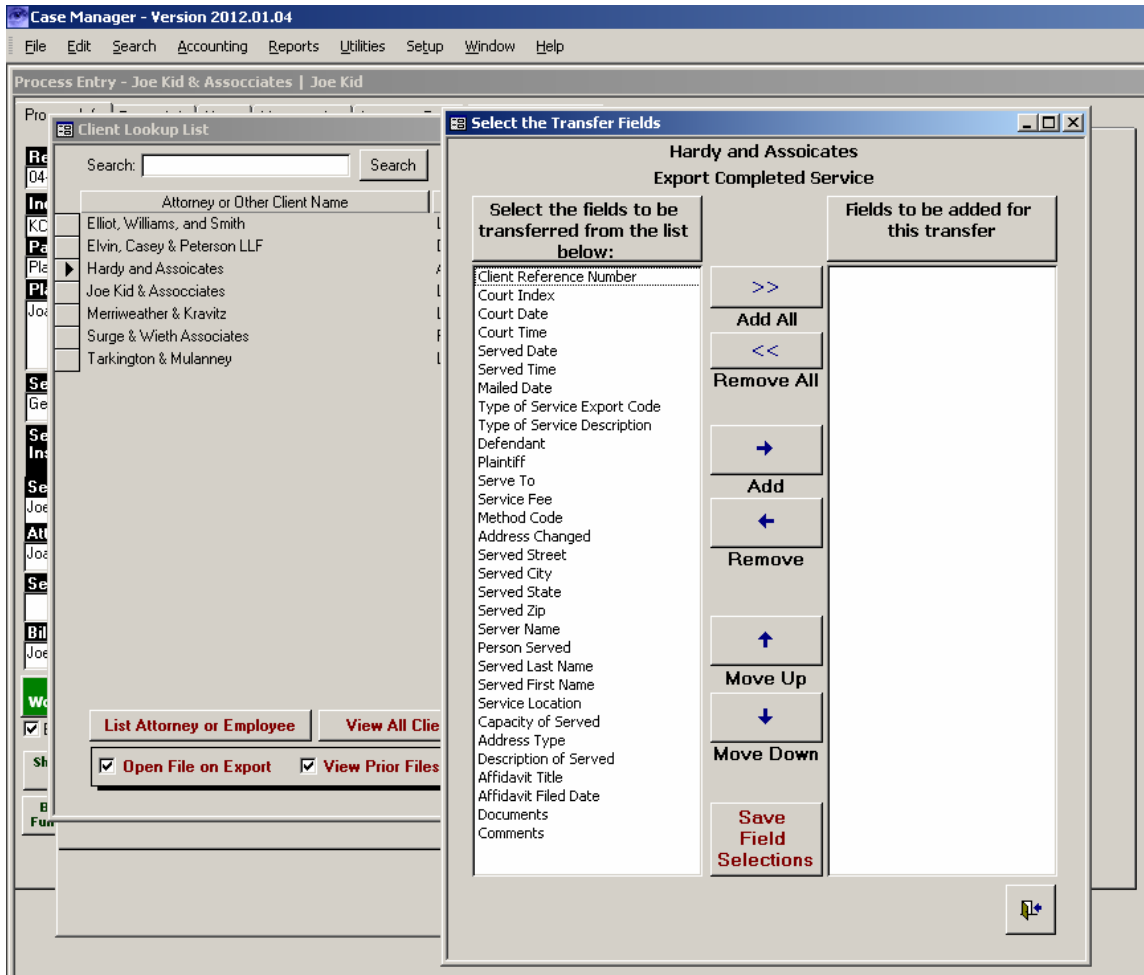 Case Manager - Version 2012.01.04
File Edit Search Accounting Reports Utilities Setup Window Help
Process Entry - Joe Kid & Assocciates | Joe Kid
Client Lookup List
Search:
Search
Attorney or Other Client Name
Elliot, Williams, and Smith
Elvin, Casey & Peterson LLF
Hardy and Assoicates
Joe Kid & Assocciates
Merriweather & Kravitz
Surge & Wieth Associates
Tarkington & Mulanney
List Attorney or Employee
View All Clie
Open File on Export
View Prior Files
Select the Transfer Fields
Hardy and Assoicates
Export Completed Service
Select the fields to be
transferred from the list
below:
Client Reference Number
Court Index
Court Date
Court Time
Served Date
Served Time
Mailed Date
Type of Service Export Code
Type of Service Description
Defendant
Plaintiff
Serve To
Service Fee
Method Code
Address Changed
Served Street
Served City
Served State
Served Zip
Server Name
Person Served
Served Last Name
Served First Name
Service Location
Capacity of Served
Address Type
Description of Served
Affidavit Title
Affidavit Filed Date
Documents
Comments
>>
Add All
<<
Remove All
Add
Remove
Move Up
Move Down
Save
Field
Selections
Fields to be added for
this transfer